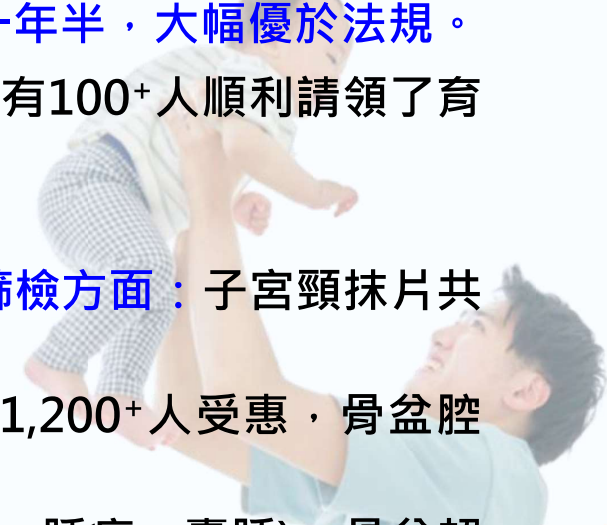 年半，大幅優於法規。
有100⁺人順利請領了育
檢方面：子宮頸抹片共
1,200⁺人受惠，骨盆腔